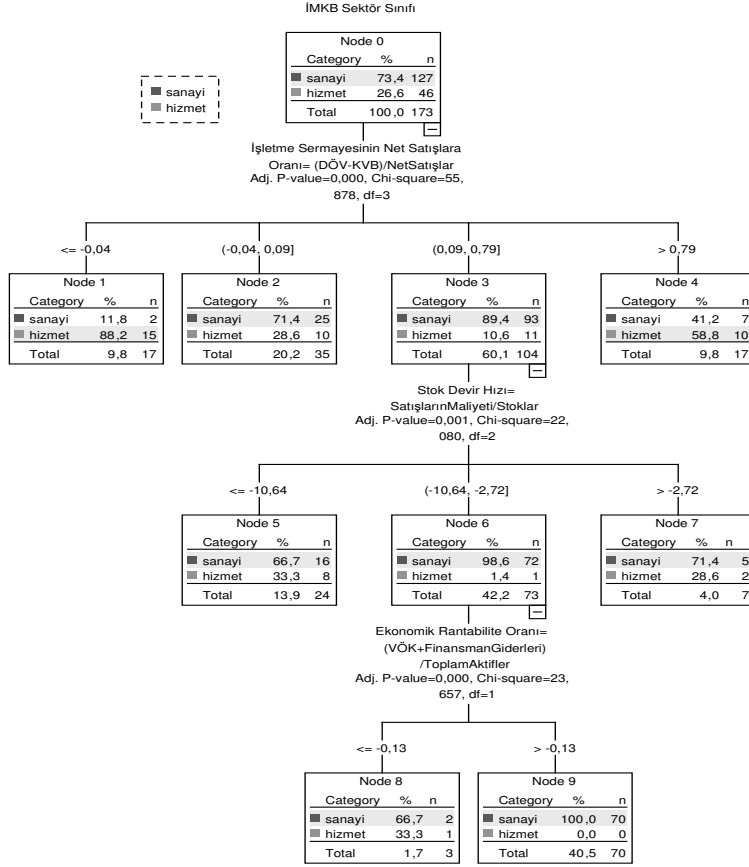 İMKB Sektör Sınıfı
Node 0
Category % n
sanayi 73,4 127
hizmet 26,6 46
Total 100,0 173
sanayi
hizmet
İşletme Sermayesinin Net Satışlara
Oranı= (DÖV-KVB)/NetSatışlar
Adj. P-value=0,000, Chi-square=55,
878, df=3
<= -0,04
(-0,04, 0,09]
(0,09, 0,79]
> 0,79
Node 1
Category % n
sanayi 11,8 2
hizmet 88,2 15
Total 9,8 17
Node 2
Category % n
sanayi 71,4 25
hizmet 28,6 10
Total 20,2 35
Node 3
Category % n
sanayi 89,4 93
hizmet 10,6 11
Total 60,1 104
Node 4
Category % n
sanayi 41,2 7
hizmet 58,8 10
Total 9,8 17
Stok Devir Hızı=
SatışlarınMaliyeti/Stoklar
Adj. P-value=0,001, Chi-square=22,
080, df=2
<= -10,64
(-10,64, -2,72]
> -2,72
Node 5
Category % n
sanayi 66,7 16
hizmet 33,3 8
Total 13,9 24
Node 6
Category % n
sanayi 98,6 72
hizmet 1,4 1
Total 42,2 73
Node 7
Category % n
sanayi 71,4 5
hizmet 28,6 2
Total 4,0 7
Ekonomik Rantabilite Oranı=
(VÖK+FinansmanGiderleri)
/ToplamAktifler
Adj. P-value=0,000, Chi-square=23,
657, df=1
<= -0,13
> -0,13
Node 8
Category % n
sanayi 66,7 2
hizmet 33,3 1
Total 1,7 3
Node 9
Category % n
sanayi 100,0 70
hizmet 0,0 0
Total 40,5 70